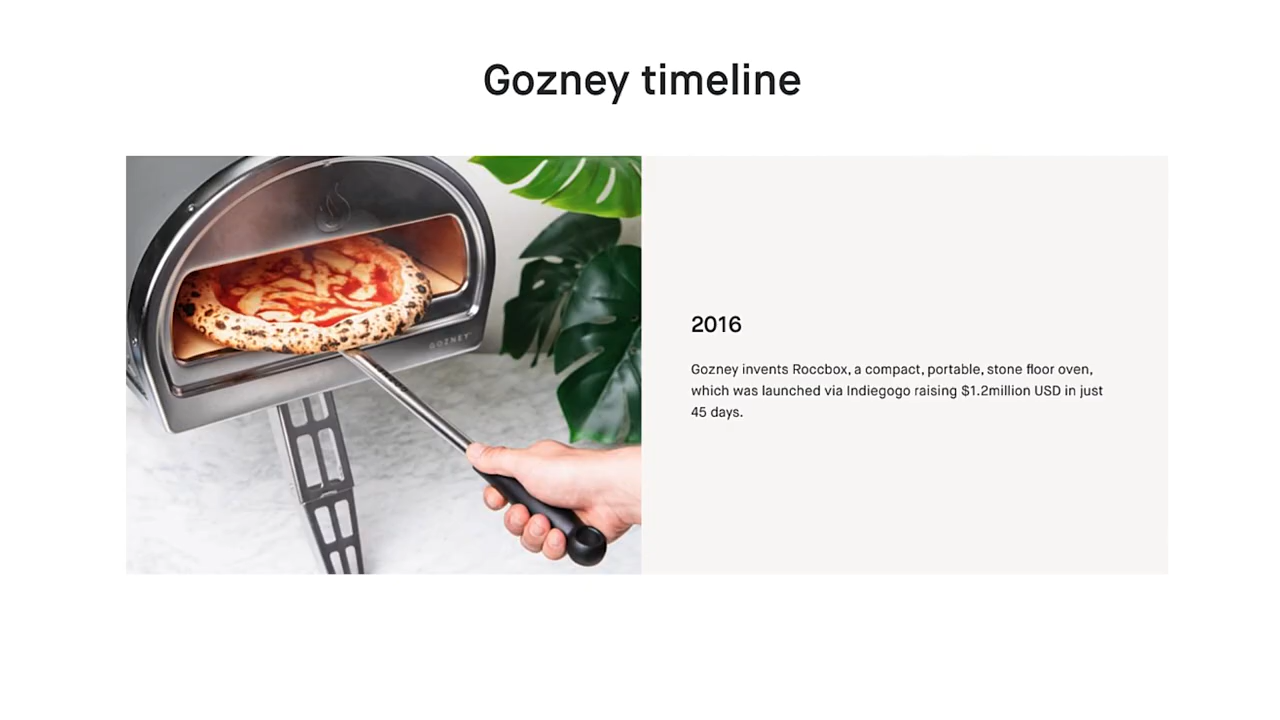 Gozney timeline
GOZNEY
2016
Gozney invents Roccbox, a compact, portable, stone floor oven,
which was launched via Indiegogo raising $1.2million USD in just
45 days.